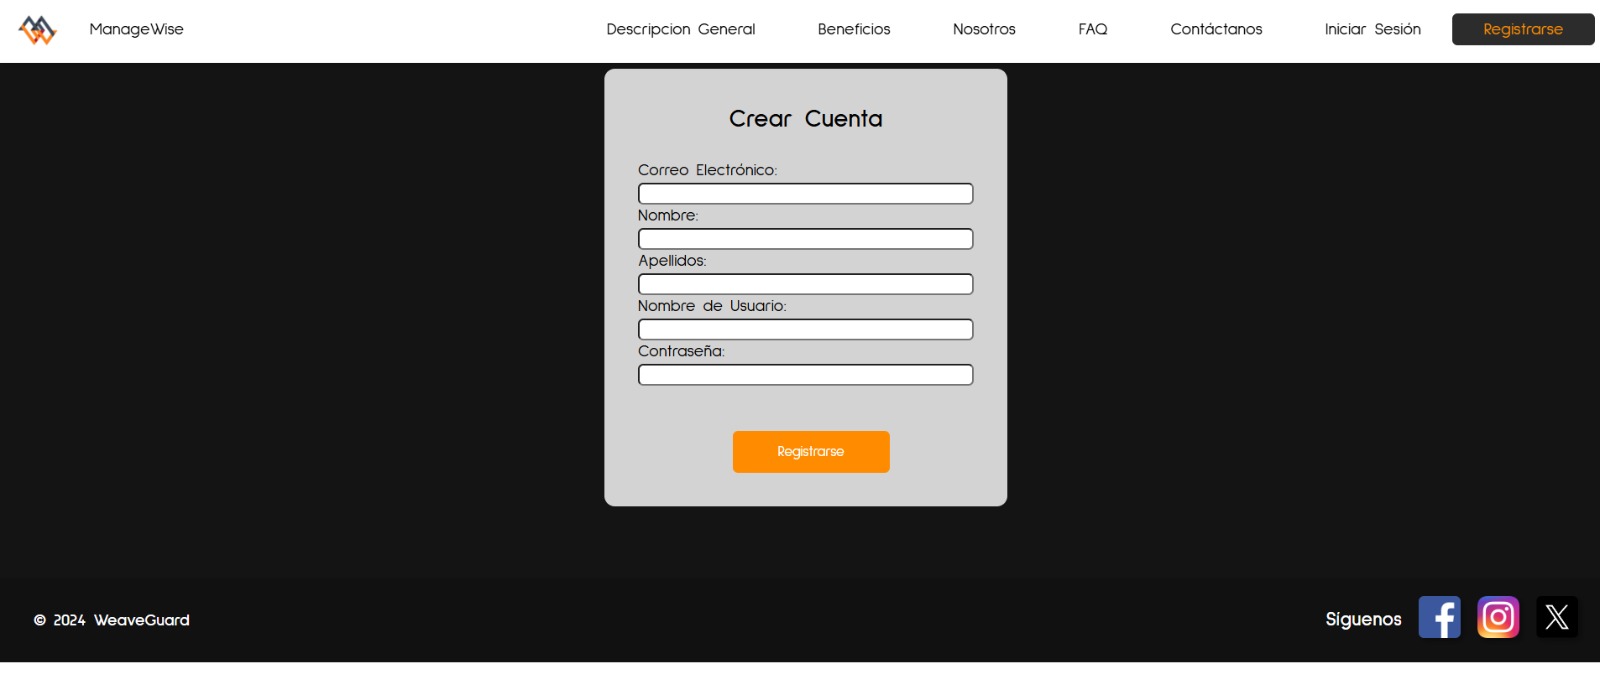 ManageWise Descripcion General Beneficios Nosotros FAQ Contáctanos Iniciar Sesión Registrarse
Crear Cuenta
Correo Electrónico:
Nombre:
Apellidos:
Nombre de Usuario:
Contraseña:
Registrarse
© 2024 WeaveGuard Síguenos